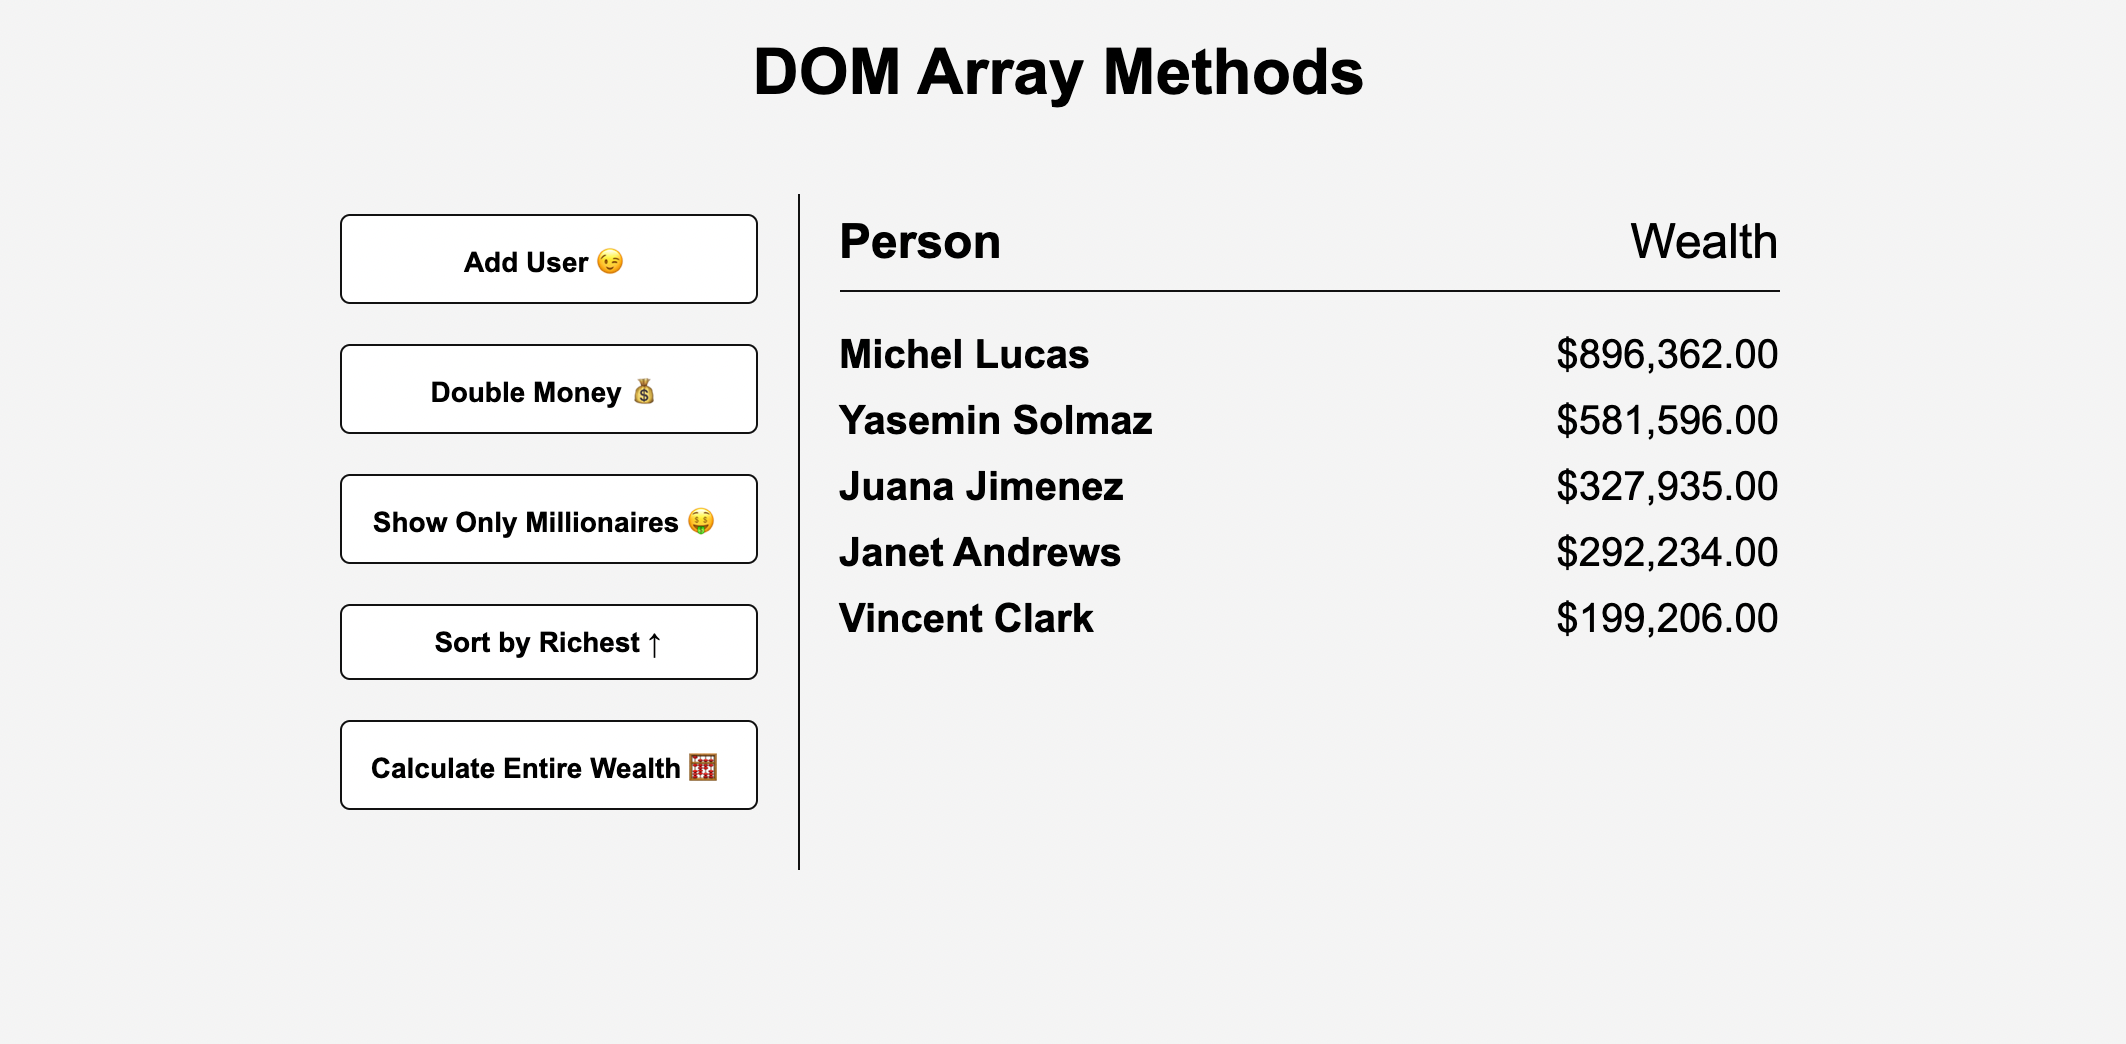 DOM Array Methods
Add User 😉
Double Money 💰
Show Only Millionaires 🤑
Sort by Richest ↑
Calculate Entire Wealth 🧮
Person Wealth
Michel Lucas $896,362.00
Yasemin Solmaz $581,596.00
Juana Jimenez $327,935.00
Janet Andrews $292,234.00
Vincent Clark $199,206.00